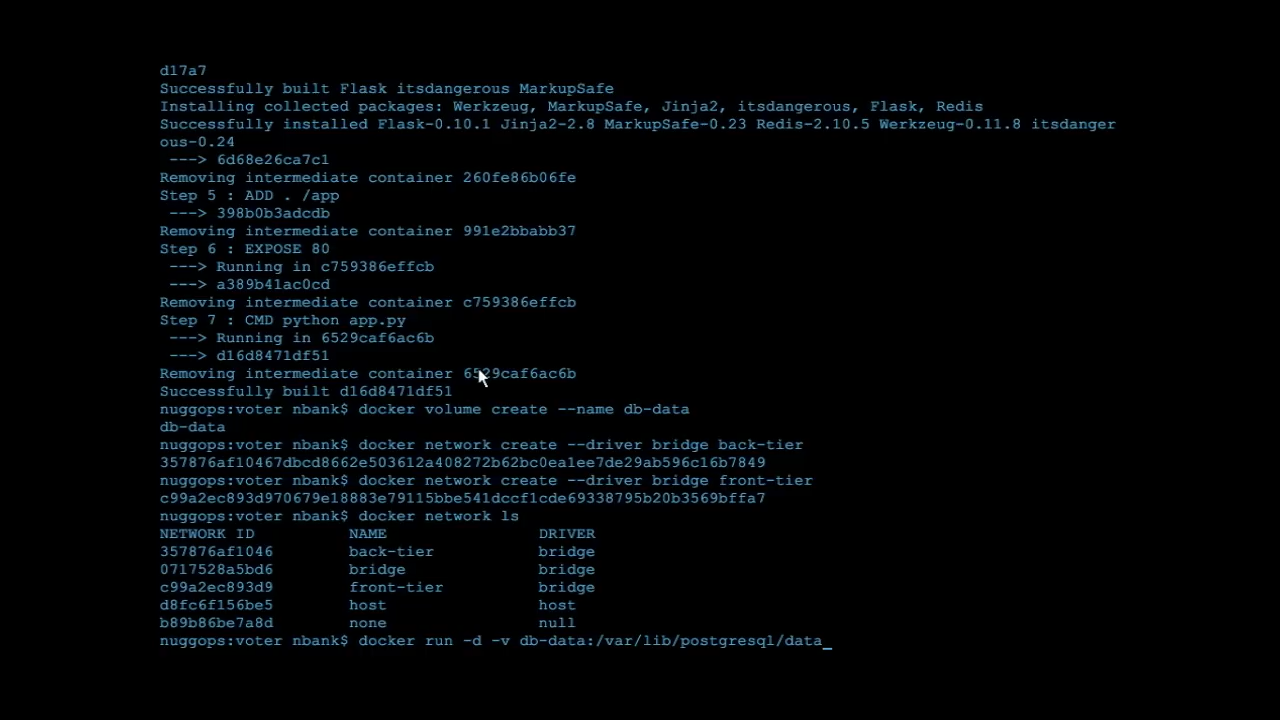 d17a7
Successfully built Flask itsdangerous MarkupSafe
Installing collected packages: Werkzeug, MarkupSafe, Jinja2, itsdangerous, Flask, Redis
Successfully installed Flask-0.10.1 Jinja2-2.8 MarkupSafe-0.23 Redis-2.10.5 Werkzeug-0.11.8 itsdanger
ous-0.24
 ---> 6d68e26ca7c1
Removing intermediate container 260fe86b06fe
Step 5 : ADD . /app
 ---> 398b0b3adcdb
Removing intermediate container 991e2bbabb37
Step 6 : EXPOSE 80
 ---> Running in c759386effcb
 ---> a389b41ac0cd
Removing intermediate container c759386effcb
Step 7 : CMD python app.py
 ---> Running in 6529caf6ac6b
 ---> d16d8471df51
Removing intermediate container 6529caf6ac6b
Successfully built d16d8471df51
nuggops:voter nbank$ docker volume create --name db-data
db-data
nuggops:voter nbank$ docker network create --driver bridge back-tier
357876af10467dbcd8662e503612a408272b62bc0ea1ee7de29ab596c16b7849
nuggops:voter nbank$ docker network create --driver bridge front-tier
c99a2ec893d970679e18883e79115bbe541dccf1cde69338795b20b3569bffa7
nuggops:voter nbank$ docker network ls
NETWORK ID NAME DRIVER
357876af1046 back-tier bridge
0717528a5bd6 bridge bridge
c99a2ec893d9 front-tier bridge
d8fc6f156be5 host host
b89b86be7a8d none null
nuggops:voter nbank$ docker run -d -v db-data:/var/lib/postgresql/data_